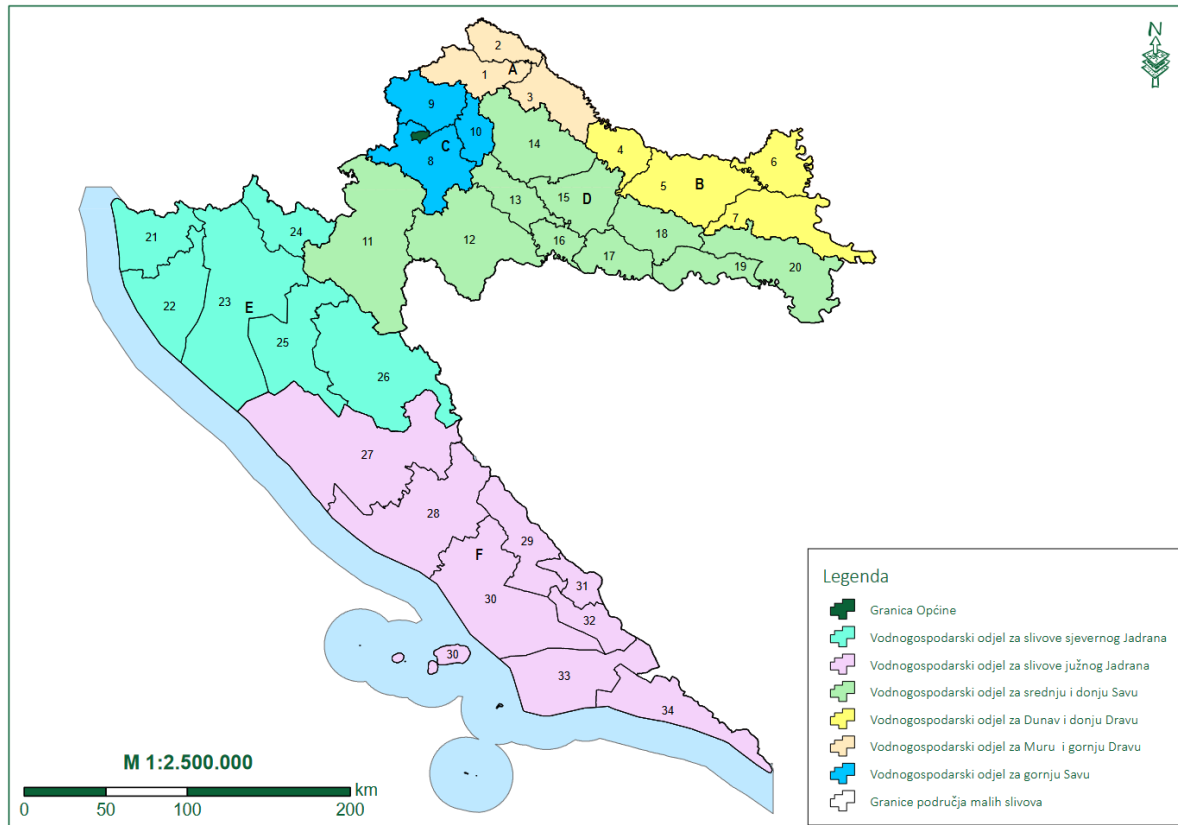 N
2
1
A
3
9
10
C
8
14
4
6
5
B
7
13
15
D
18
16
17
12
19
20
11
21
24
22
23
E
25
26
27
28
F
29
30
31
32
30
33
34
M 1:2.500.000
km
0
50
100
200
Legenda
Granica Općine
Vodnogospodarski odjel za slivove sjevernog Jadrana
Vodnogospodarski odjel za slivove južnog Jadrana
Vodnogospodarski odjel za srednju i donju Savu
Vodnogospodarski odjel za Dunav i donju Dravu
Vodnogospodarski odjel za Muru i gornju Dravu
Vodnogospodarski odjel za gornju Savu
Granice područja malih slivova